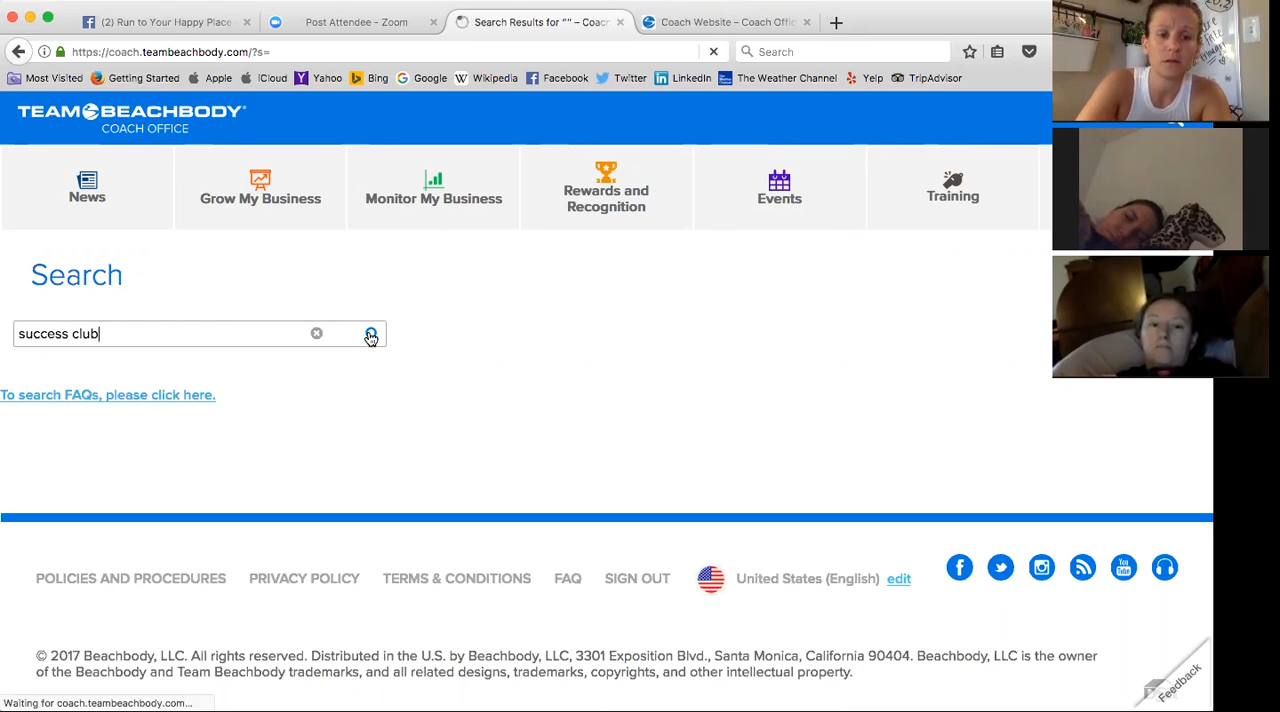 (2) Run to Your Happy Place
Post Attendee - Zoom
Search Results for "" – Coac
Coach Website – Coach Offi
https://coach.teambeachbody.com/?s=
Search
Most Visited
Getting Started
Apple
iCloud
Yahoo
Bing
Google
Wikipedia
Facebook
Twitter
LinkedIn
The Weather Channel
Yelp
TripAdvisor
TEAM BEACHBODY
COACH OFFICE
News
Grow My Business
Monitor My Business
Rewards and
Recognition
Events
Training
Search
success club
To search FAQs, please click here.
POLICIES AND PROCEDURES
PRIVACY POLICY
TERMS & CONDITIONS
FAQ
SIGN OUT
United States (English)
edit
You
Tube
© 2017 Beachbody, LLC. All rights reserved. Distributed in the U.S. by Beachbody, LLC, 3301 Exposition Blvd., Santa Monica, California 90404. Beachbody, LLC is the owner
of the Beachbody and Team Beachbody trademarks, and all related designs, trademarks, copyrights, and other intellectual property.
Feedback
Waiting for coach.teambeachbody.com...